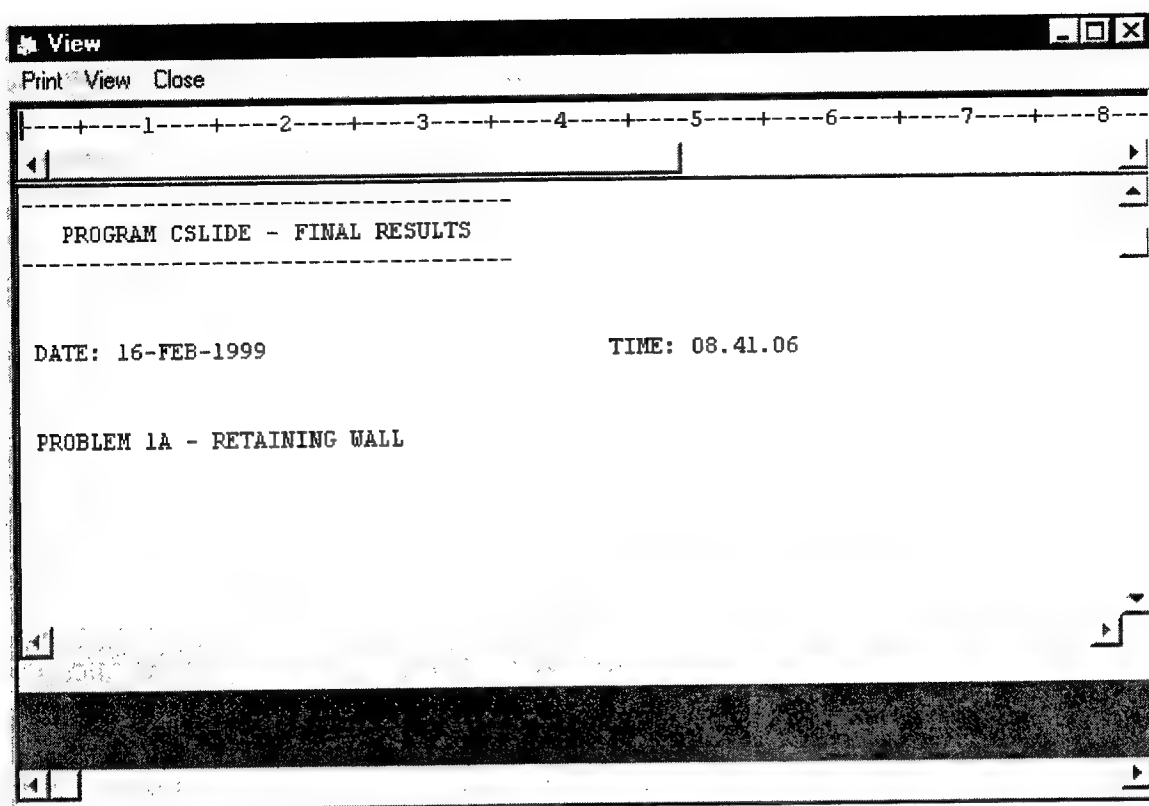 View
Print View Close
----+----1----+----2----+----3----+----4----+----5----+----6----+----7----+----8---
-------------------------------------
PROGRAM CSLIDE - FINAL RESULTS
-------------------------------------
DATE: 16-FEB-1999 TIME: 08.41.06
PROBLEM 1A - RETAINING WALL